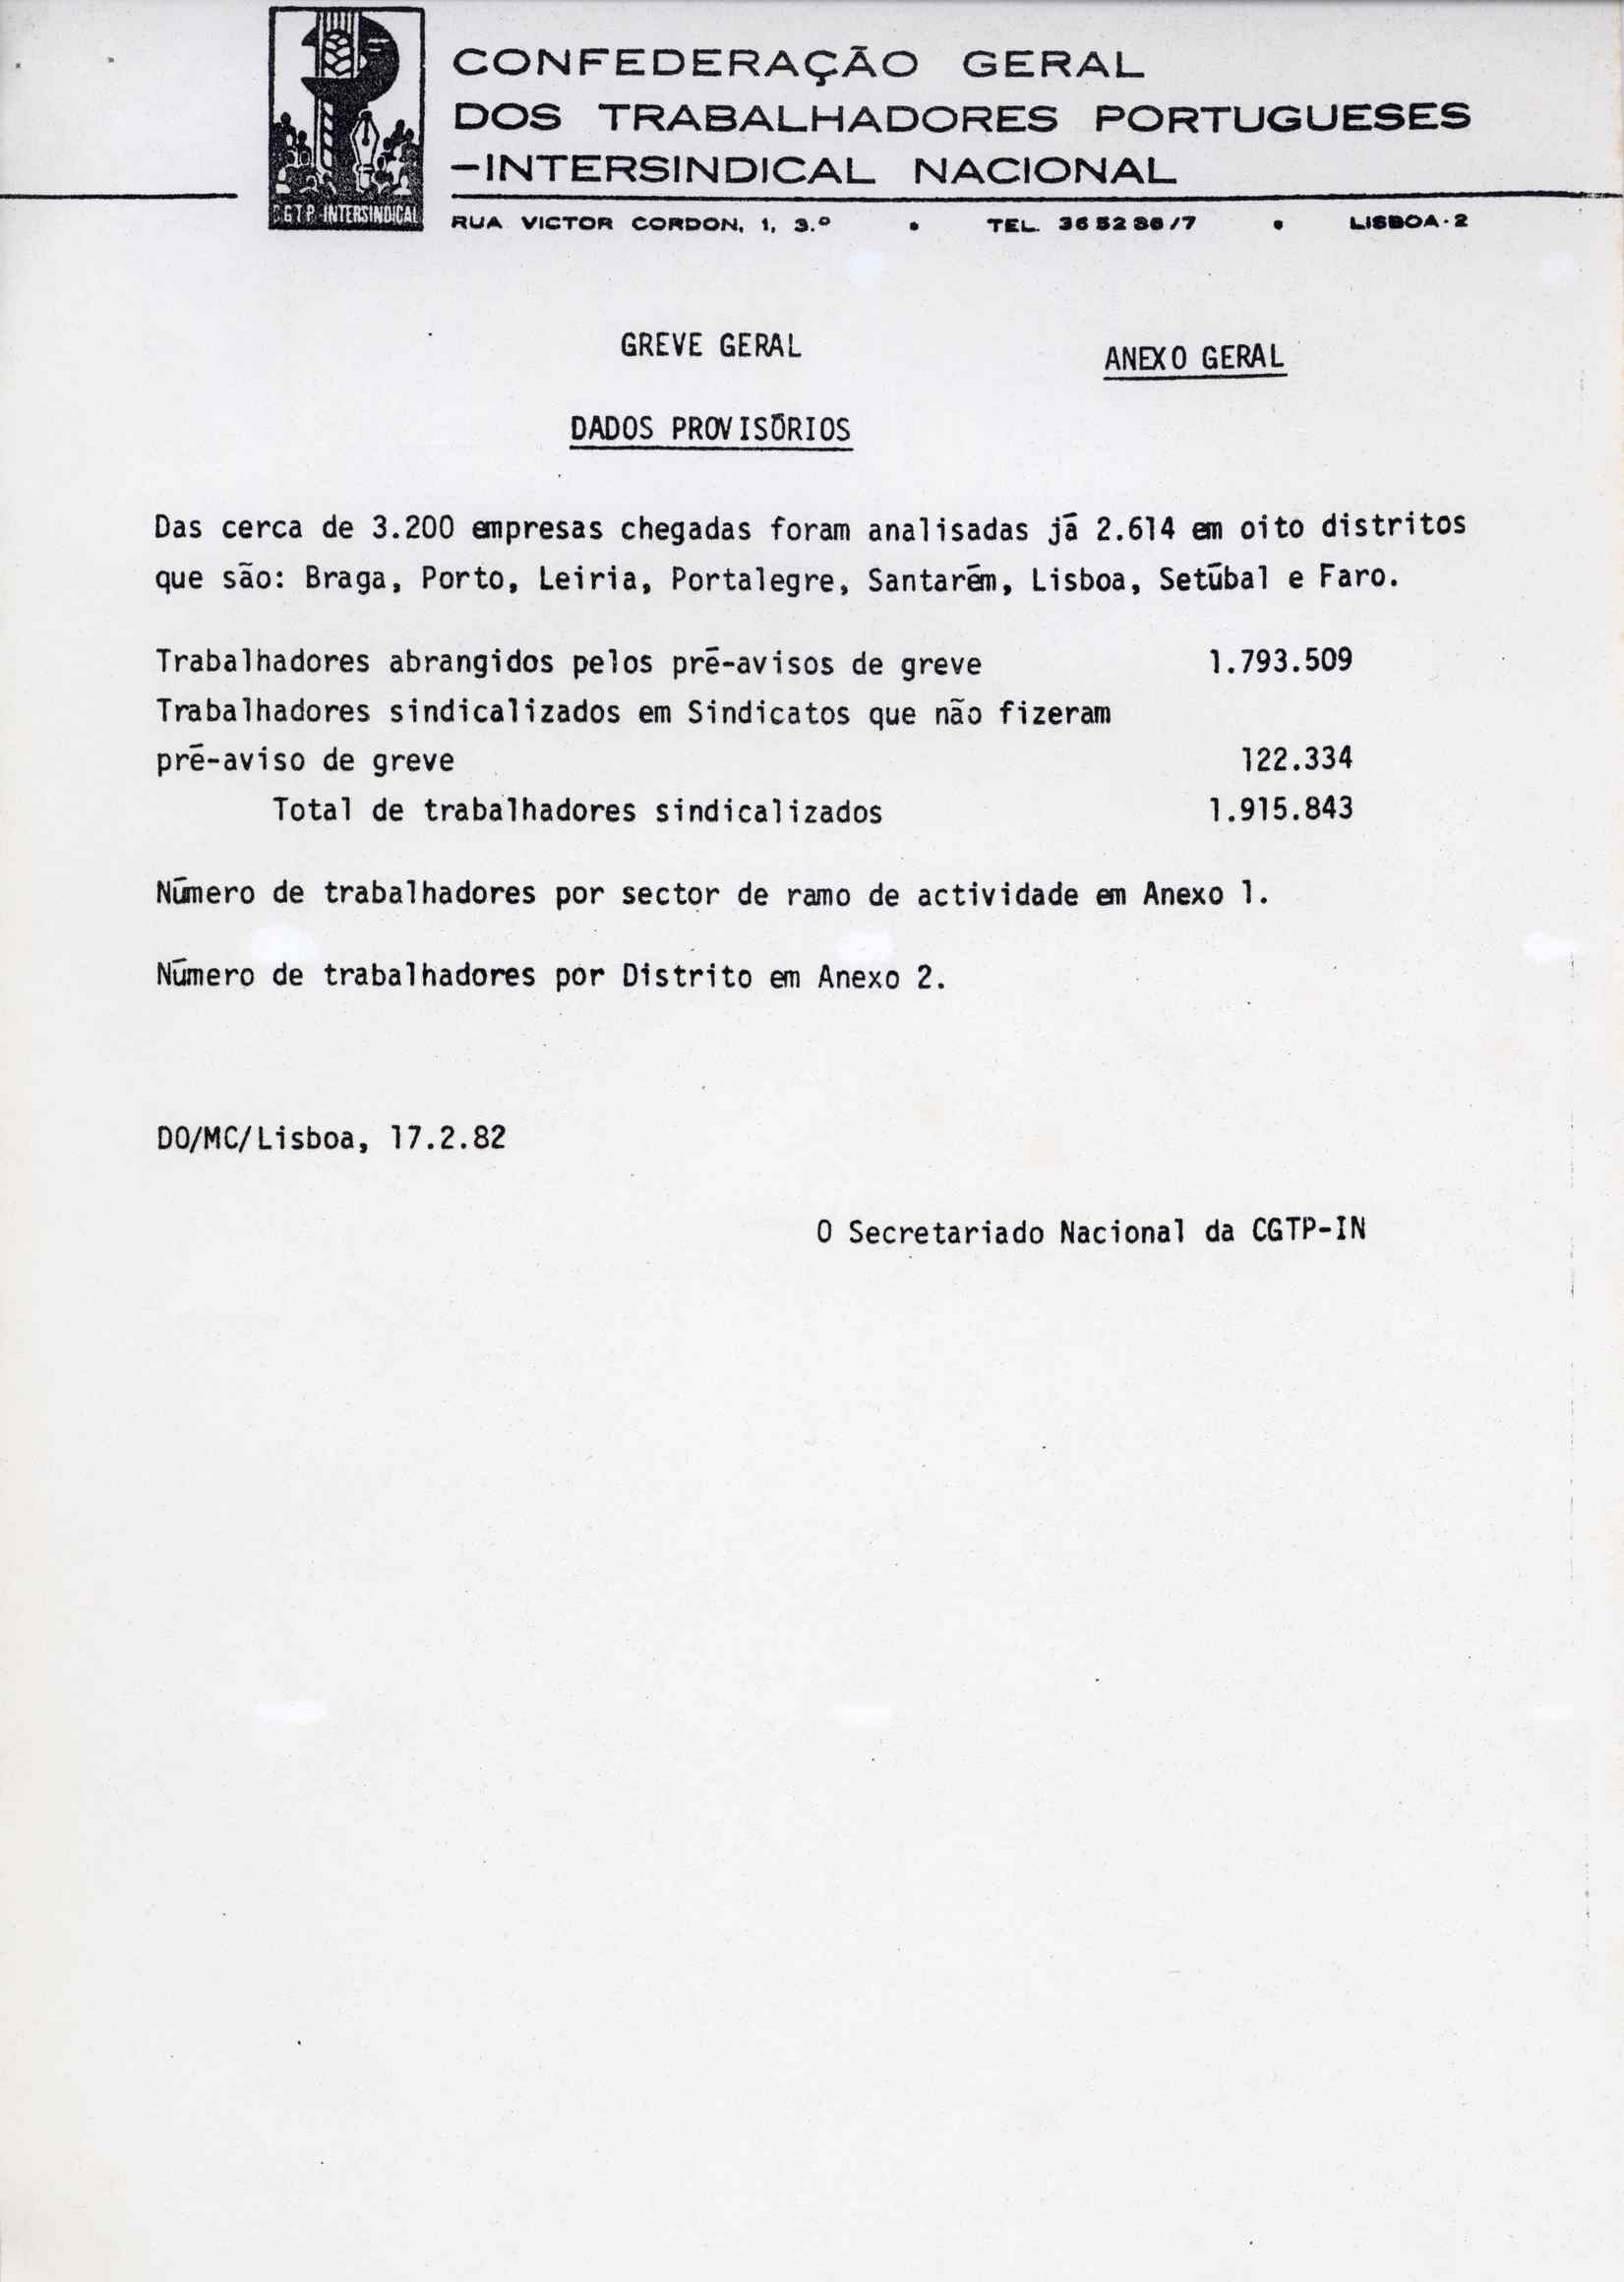 CONFEDERAÇÃO GERAL
DOS TRABALHADORES PORTUGUESES
-INTERSINDICAL NACIONAL
CGTP INTERSINDICAL
RUA VICTOR CORDON, 1, 3.º • TEL. 36 52 86/7 • LISBOA-2
GREVE GERAL
ANEXO GERAL
DADOS PROVISÓRIOS
Das cerca de 3.200 empresas chegadas foram analisadas já 2.614 em oito distritos
que são: Braga, Porto, Leiria, Portalegre, Santarém, Lisboa, Setúbal e Faro.
Trabalhadores abrangidos pelos pré-avisos de greve 1.793.509
Trabalhadores sindicalizados em Sindicatos que não fizeram
pré-aviso de greve 122.334
Total de trabalhadores sindicalizados 1.915.843
Número de trabalhadores por sector de ramo de actividade em Anexo 1.
Número de trabalhadores por Distrito em Anexo 2.
DO/MC/Lisboa, 17.2.82
O Secretariado Nacional da CGTP-IN